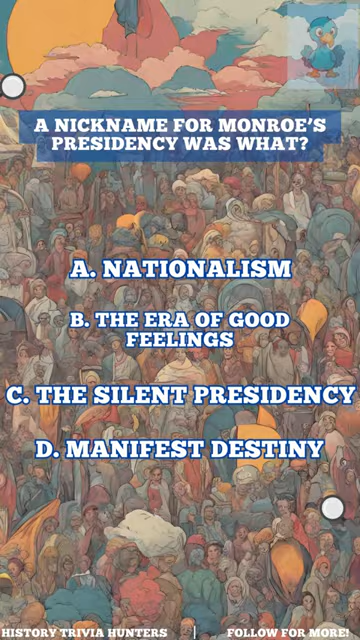 A NICKNAME FOR MONROE'S
PRESIDENCY WAS WHAT?
A. NATIONALISM
B. THE ERA OF GOOD
FEELINGS
C. THE SILENT PRESIDENCY
D. MANIFEST DESTINY
HISTORY TRIVIA HUNTERS | FOLLOW FOR MORE!